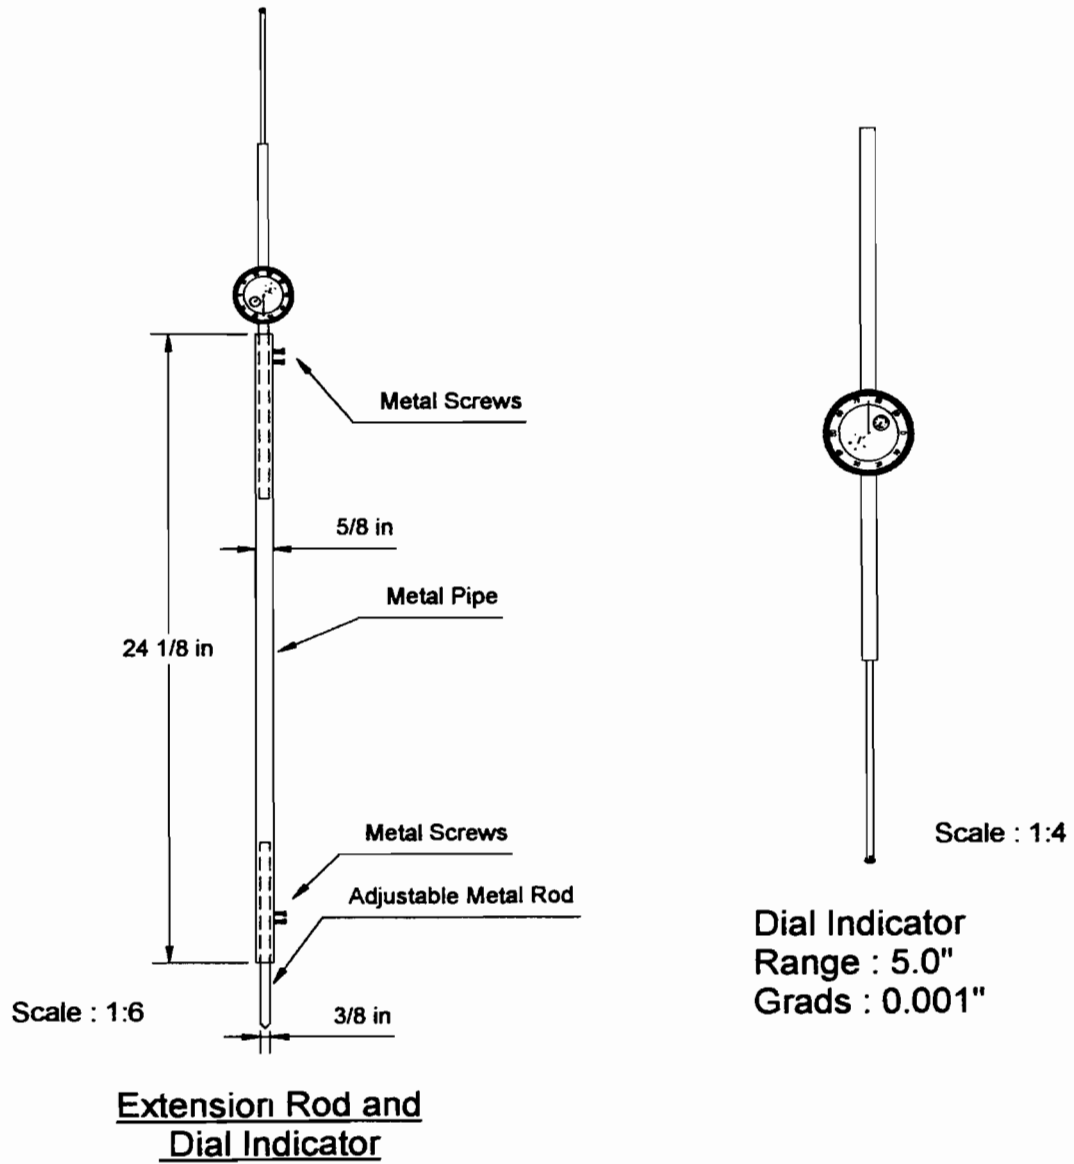 Metal Screws
5/8 in
Metal Pipe
24 1/8 in
Metal Screws
Adjustable Metal Rod
Scale : 1:6
3/8 in
Extension Rod and
Dial Indicator
Scale : 1:4
Dial Indicator
Range : 5.0"
Grads : 0.001"